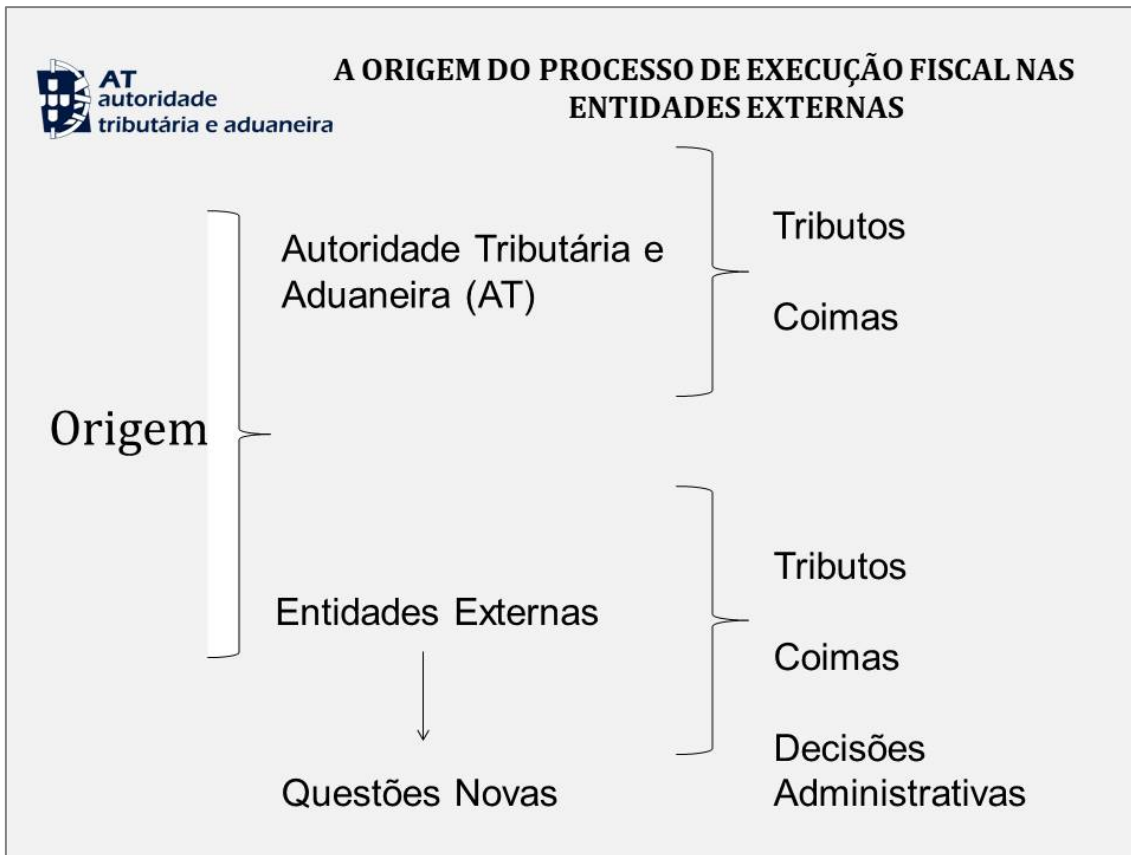 AT
autoridade
tributária e aduaneira
A ORIGEM DO PROCESSO DE EXECUÇÃO FISCAL NAS
ENTIDADES EXTERNAS
Origem
Autoridade Tributária e
Aduaneira (AT)
Tributos
Coimas
Entidades Externas
Questões Novas
Tributos
Coimas
Decisões
Administrativas